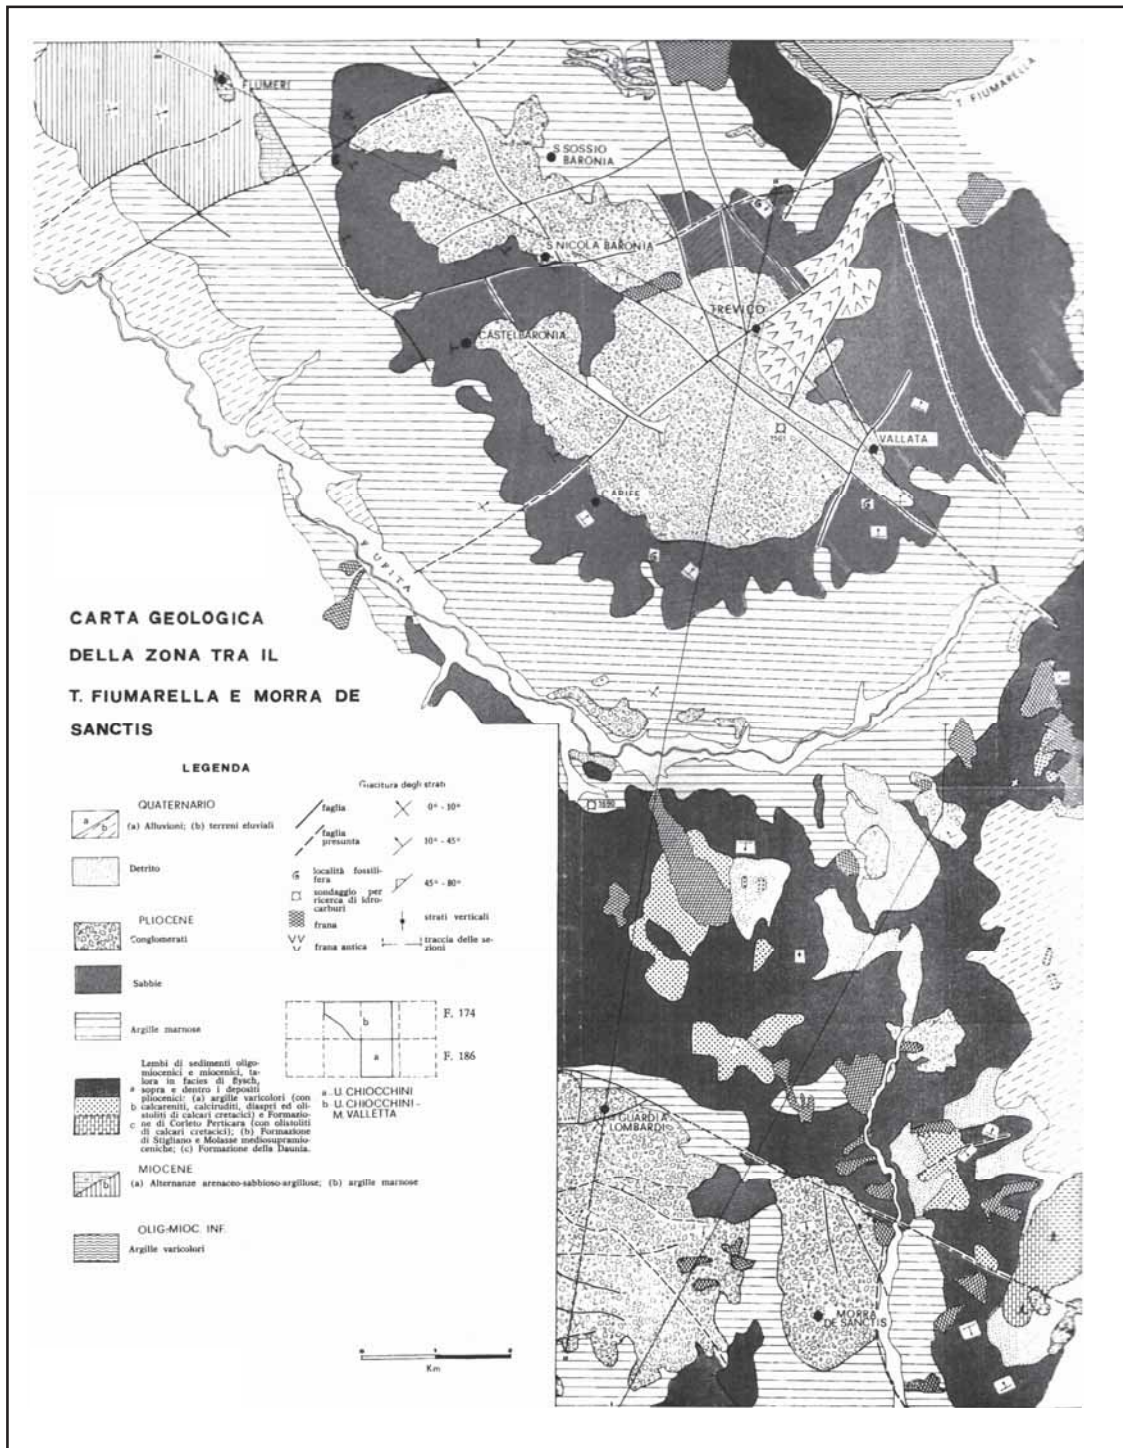 FLUMERI
T. FIUMARELLA
S. SOSSIO
BARONIA
S. NICOLA BARONIA
TREVICO
CASTELBARONIA
VALLATA
CARIFE
F. UFITA
CARTA GEOLOGICA
DELLA ZONA TRA IL
T. FIUMARELLA E MORRA DE
SANCTIS
LEGENDA
QUATERNARIO
a
b
(a) Alluvioni; (b) terreni eluviali
Detrito
PLIOCENE
Conglomerati
Sabbie
Argille marnose
Lembi di sedimenti oligo-
miocenici e miocenici, ta-
lora in facies di flysch,
sopra e dentro i depositi
a pliocenici: (a) argille varicolori (con
b calcareniti, calciruditi, diaspri ed oli-
stoliti di calcari cretacici) e Formazio-
c ne di Corleto Perticara (con olistoliti
di calcari cretacici); (b) Formazione
di Stigliano e Molasse mediosupramio-
ceniche; (c) Formazione della Daunia.
MIOCENE
b
(a) Alternanze arenaceo-sabbioso-argillose; (b) argille marnose
OLIG-MIOC. INF.
Argille varicolori
Giacitura degli strati
faglia
0° - 10°
faglia
presunta
10° - 45°
G
località fossili-
fera
45° - 80°
sondaggio per
ricerca di idro-
carburi
frana
strati verticali
frana antica
traccia delle se-
zioni
b
F. 174
a
F. 186
a - U. CHIOCCHINI
b - U. CHIOCCHINI -
M. VALLETTA
GUARDIA
LOMBARDI
MORRA
DE SANCTIS
Km